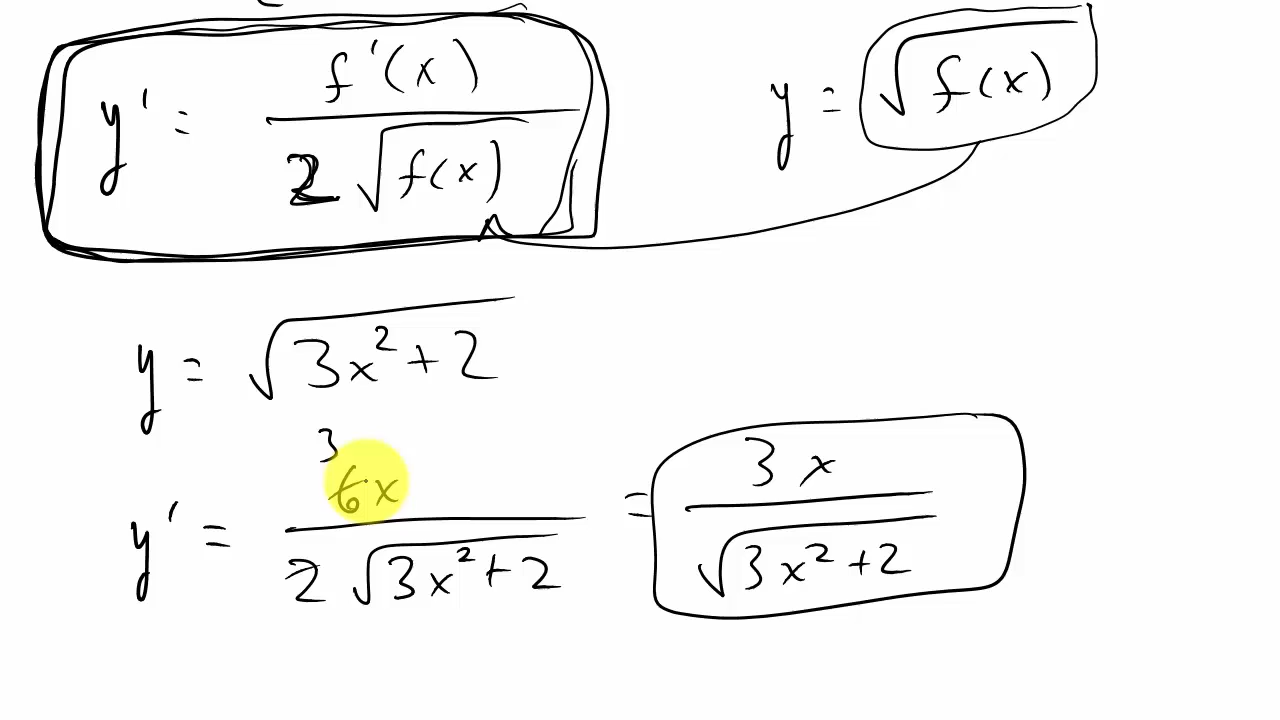 y' = f'(x) / 2 √f(x)
y = √f(x)
y = √3x² + 2
3
y' = 6x / 2 √3x² + 2 = 3x / √3x² + 2